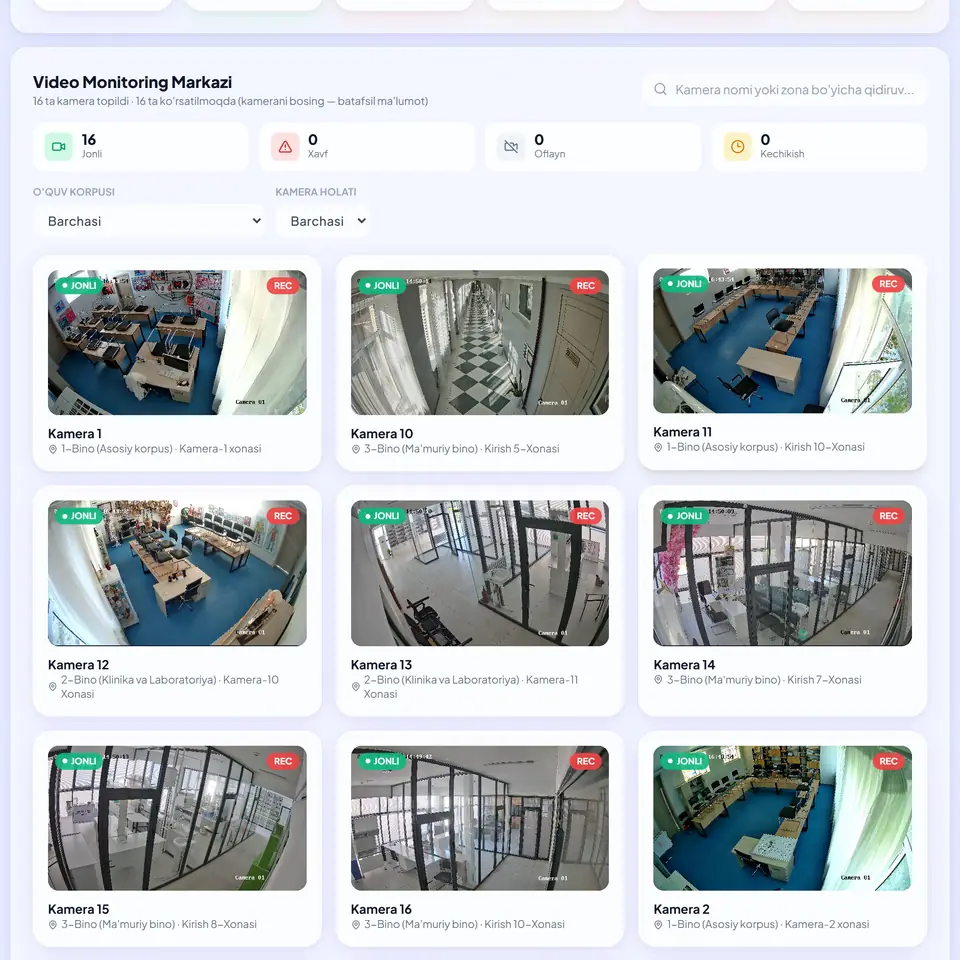 Video Monitoring Markazi
16 ta kamera topildi · 16 ta ko'rsatilmoqda (kamerani bosing — batafsil ma'lumot)
Kamera nomi yoki zona bo'yicha qidiruv...
16
Jonli
0
Xavf
0
Oflayn
0
Kechikish
O'QUV KORPUSI
KAMERA HOLATI
Barchasi
Barchasi
JONLI
REC
Camera 01
Kamera 1
1-Bino (Asosiy korpus) · Kamera-1 xonasi
JONLI
REC
Camera 01
Kamera 10
3-Bino (Ma'muriy bino) · Kirish 5-Xonasi
JONLI
REC
Camera 01
Kamera 11
1-Bino (Asosiy korpus) · Kirish 10-Xonasi
JONLI
REC
Camera 01
Kamera 12
2-Bino (Klinika va Laboratoriya) · Kamera-10
Xonasi
JONLI
REC
Camera 01
Kamera 13
2-Bino (Klinika va Laboratoriya) · Kamera-11
Xonasi
JONLI
14:50:09
REC
Camera 01
Kamera 14
3-Bino (Ma'muriy bino) · Kirish 7-Xonasi
JONLI
REC
Camera 01
Kamera 15
3-Bino (Ma'muriy bino) · Kirish 8-Xonasi
JONLI
REC
Camera 01
Kamera 16
3-Bino (Ma'muriy bino) · Kirish 10-Xonasi
JONLI
REC
Camera 01
Kamera 2
1-Bino (Asosiy korpus) · Kamera-2 xonasi